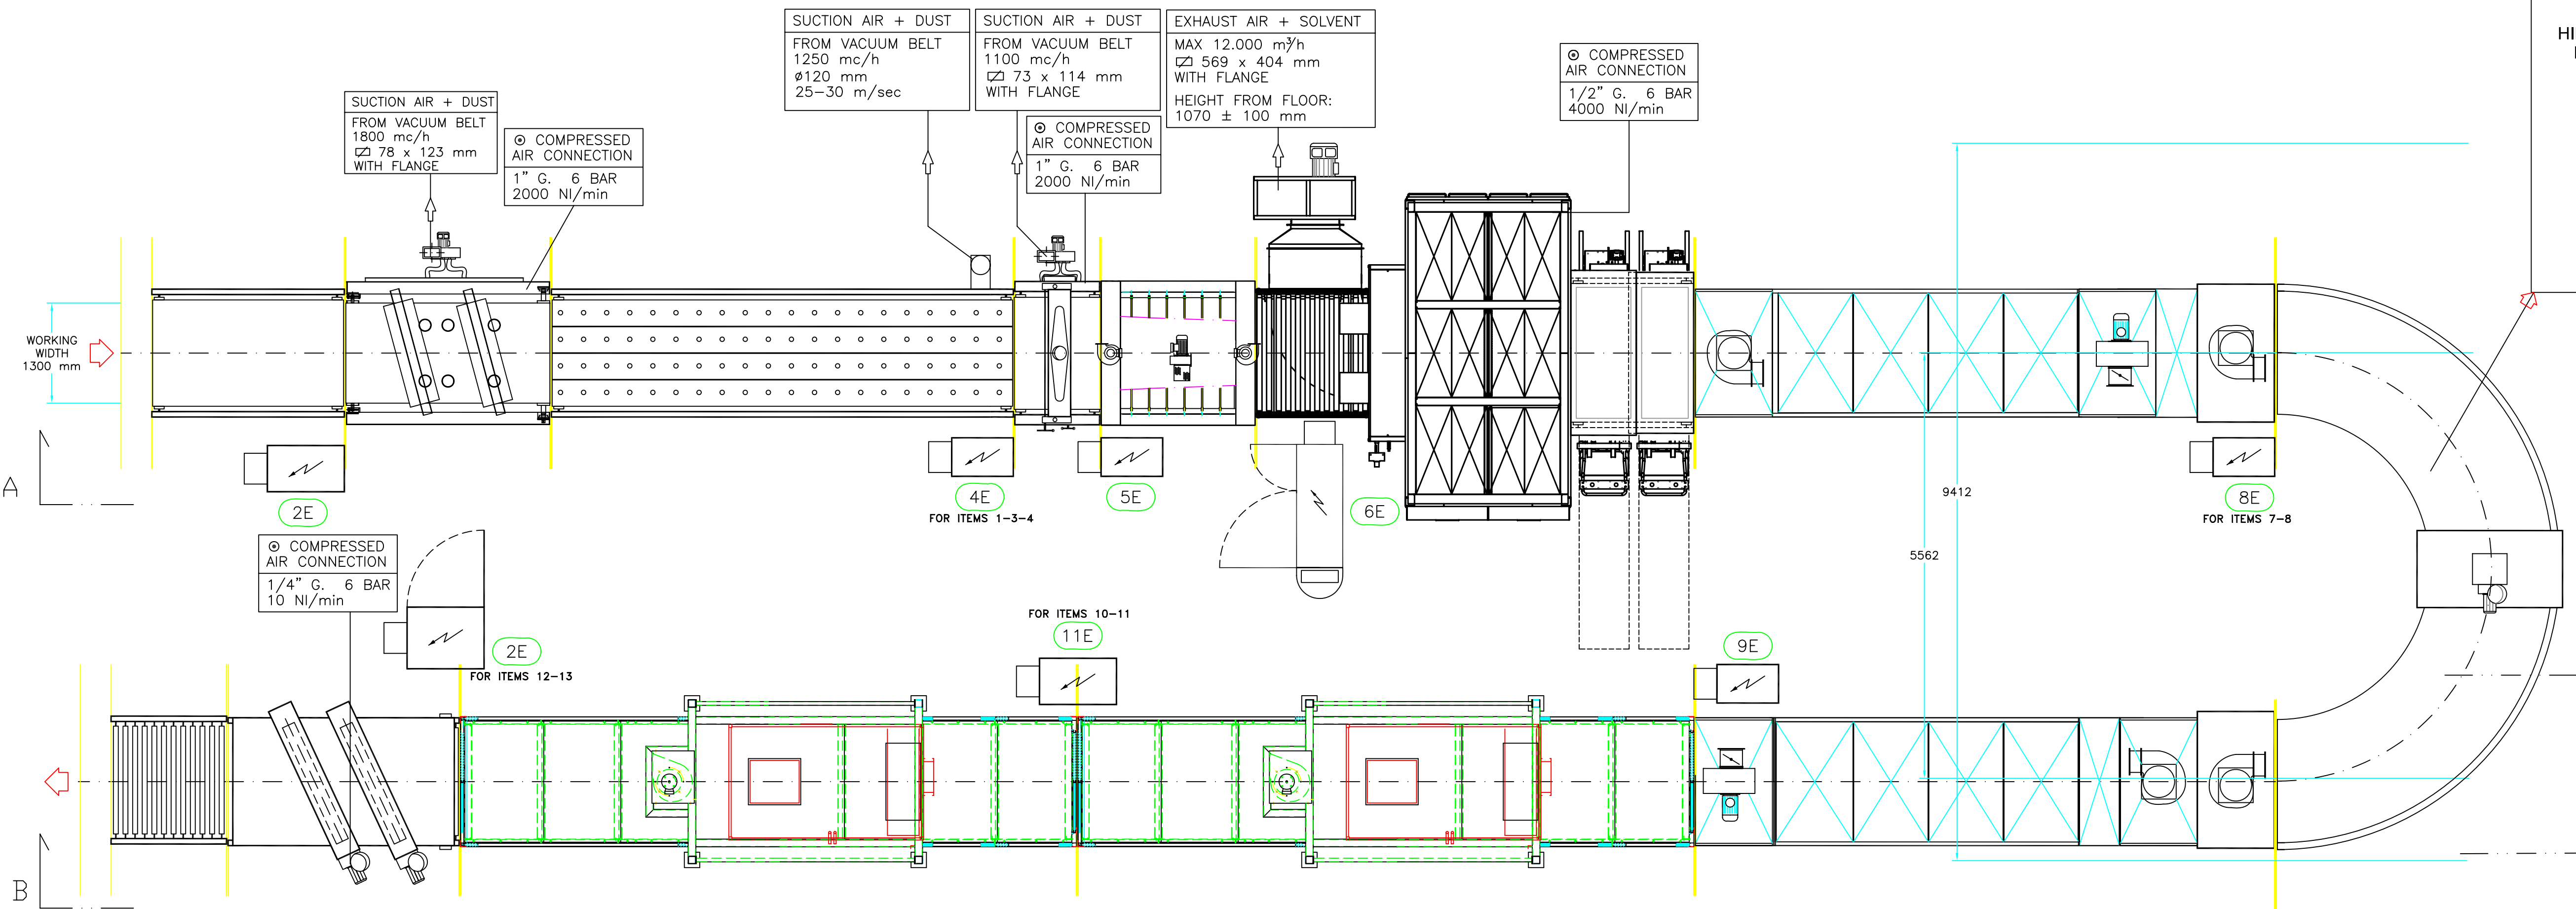 SUCTION AIR + DUST
FROM VACUUM BELT
1250 mc/h
ø120 mm
25-30 m/sec
SUCTION AIR + DUST
FROM VACUUM BELT
1100 mc/h
73 x 114 mm
WITH FLANGE
EXHAUST AIR + SOLVENT
MAX 12.000 m³/h
569 x 404 mm
WITH FLANGE
HEIGHT FROM FLOOR:
1070 ± 100 mm
COMPRESSED
AIR CONNECTION
1/2" G. 6 BAR
4000 Nl/min
SUCTION AIR + DUST
FROM VACUUM BELT
1800 mc/h
78 x 123 mm
WITH FLANGE
COMPRESSED
AIR CONNECTION
1" G. 6 BAR
2000 Nl/min
COMPRESSED
AIR CONNECTION
1" G. 6 BAR
2000 Nl/min
WORKING
WIDTH
1300 mm
A
2E
4E
FOR ITEMS 1-3-4
5E
6E
9412
8E
FOR ITEMS 7-8
5562
COMPRESSED
AIR CONNECTION
1/4" G. 6 BAR
10 Nl/min
2E
FOR ITEMS 12-13
FOR ITEMS 10-11
11E
9E
B